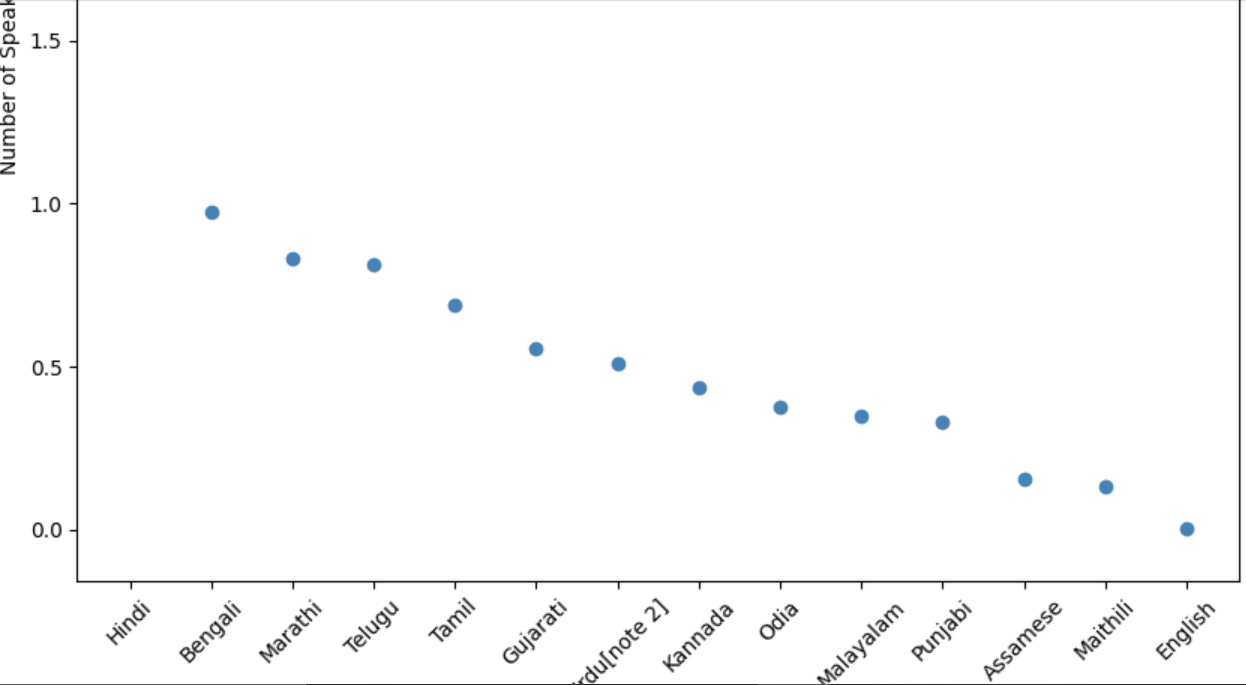 Number of Speak
1.5
1.0
0.5
0.0
Hindi
Bengali
Marathi
Telugu
Tamil
Gujarati
rdu[note 2]
Kannada
Odia
Malayalam
Punjabi
Assamese
Maithili
English